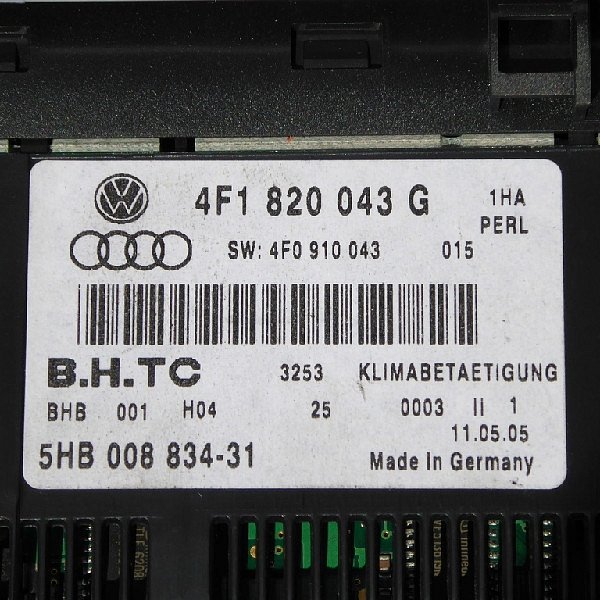 4F1 820 043 G 1HA
PERL
SW: 4F0 910 043 015
B.H.TC 3253 KLIMABETAETIGUNG
BHB 001 H04 25 0003 II 1
11.05.05
5HB 008 834-31 Made in Germany